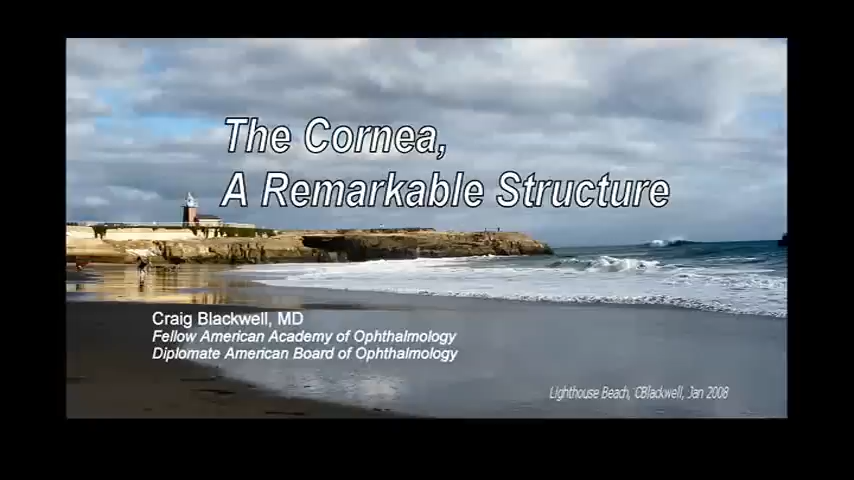 The Cornea,
A Remarkable Structure
Craig Blackwell, MD
Fellow American Academy of Ophthalmology
Diplomate American Board of Ophthalmology
Lighthouse Beach, CBlackwell, Jan 2008